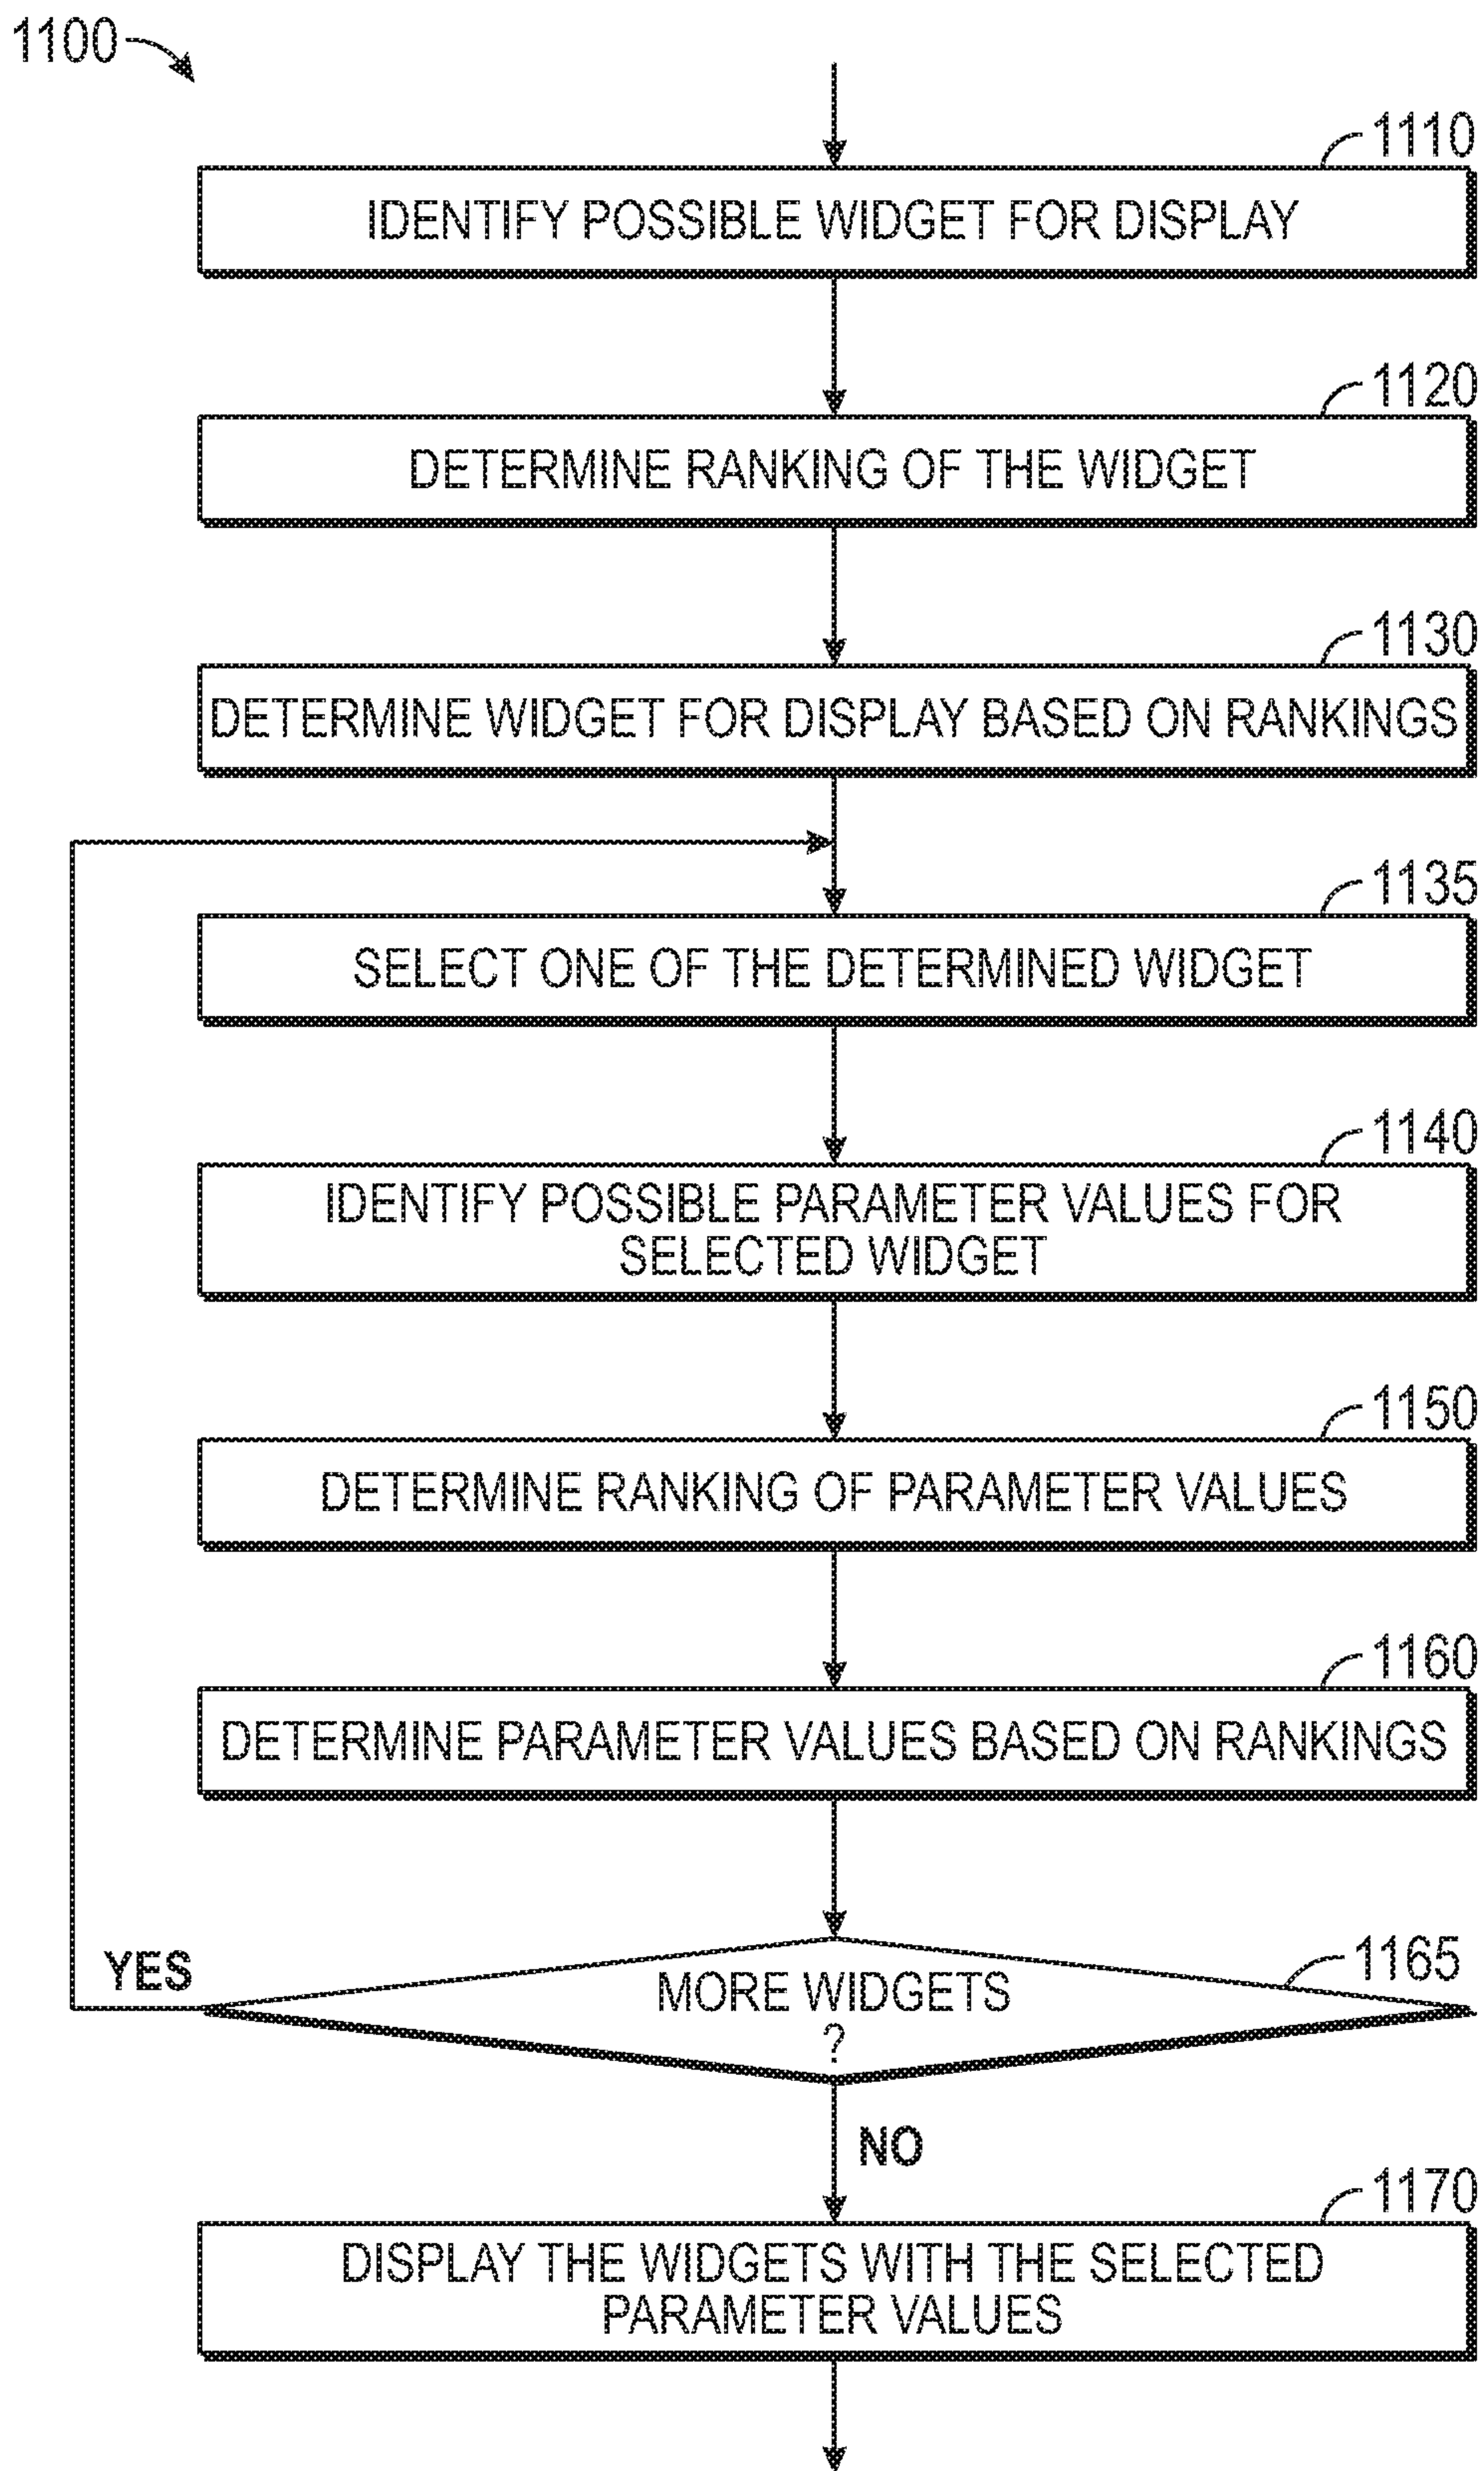 1100
1110
IDENTIFY POSSIBLE WIDGET FOR DISPLAY
1120
DETERMINE RANKING OF THE WIDGET
1130
DETERMINE WIDGET FOR DISPLAY BASED ON RANKINGS
1135
SELECT ONE OF THE DETERMINED WIDGET
1140
IDENTIFY POSSIBLE PARAMETER VALUES FOR
SELECTED WIDGET
1150
DETERMINE RANKING OF PARAMETER VALUES
1160
DETERMINE PARAMETER VALUES BASED ON RANKINGS
1165
YES
MORE WIDGETS
?
NO
1170
DISPLAY THE WIDGETS WITH THE SELECTED
PARAMETER VALUES